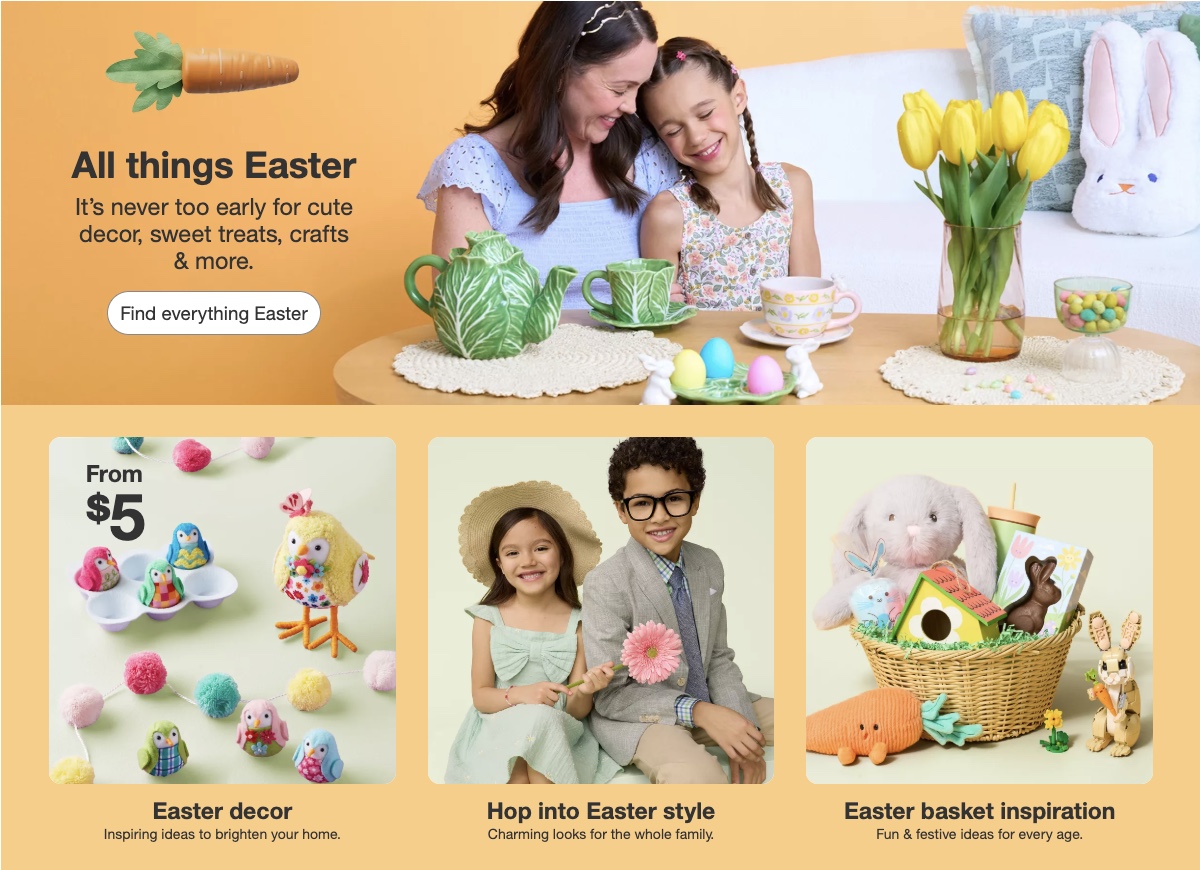 All things Easter
It’s never too early for cute
decor, sweet treats, crafts
& more.
Find everything Easter
From
$5
Easter decor
Inspiring ideas to brighten your home.
Hop into Easter style
Charming looks for the whole family.
Easter basket inspiration
Fun & festive ideas for every age.